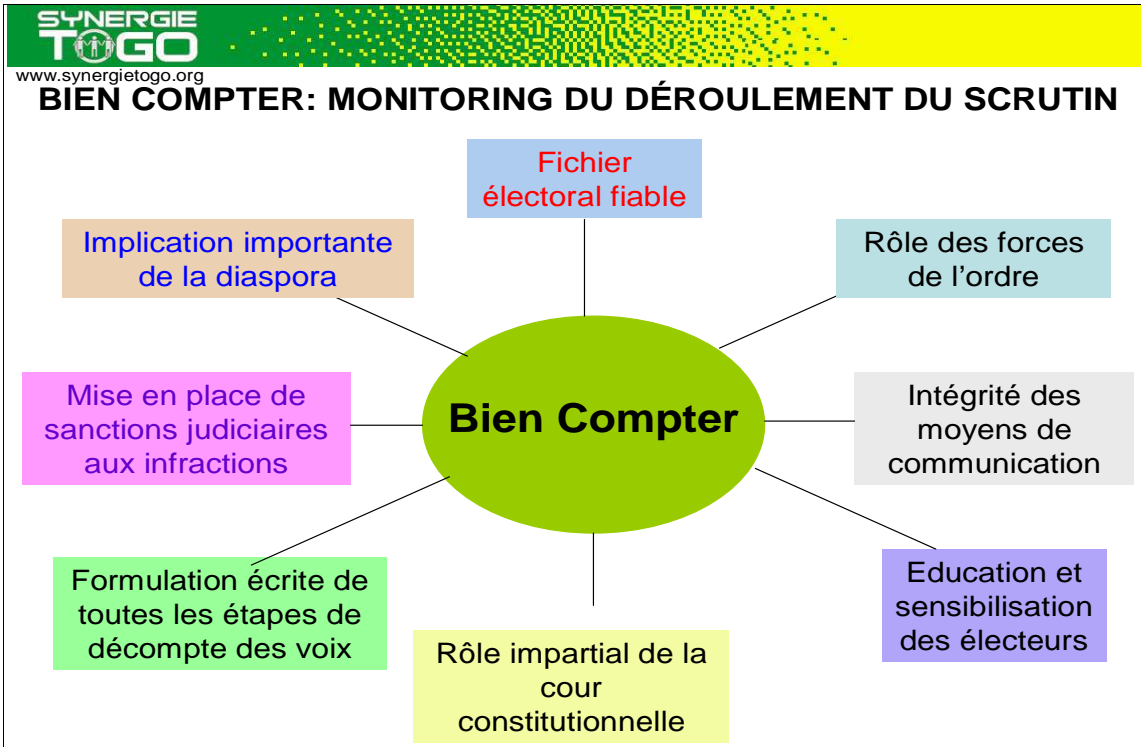 SYNERGIE
TOGO
www.synergietogo.org
BIEN COMPTER: MONITORING DU DÉROULEMENT DU SCRUTIN
Fichier
électoral fiable
Implication importante
de la diaspora
Rôle des forces
de l'ordre
Mise en place de
sanctions judiciaires
aux infractions
Bien Compter
Intégrité des
moyens de
communication
Formulation écrite de
toutes les étapes de
décompte des voix
Education et
sensibilisation
des électeurs
Rôle impartial de la
cour
constitutionnelle